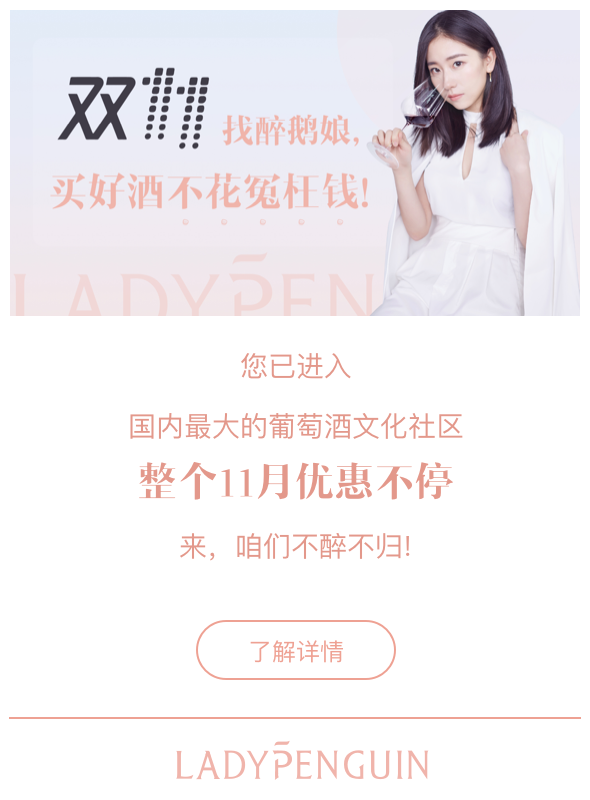 双11
找醉鹅娘,
买好酒不花冤枉钱!
LADYPENGUIN
您已进入
国内最大的葡萄酒文化社区
整个11月优惠不停
来，咱们不醉不归!
了解详情
LADYPENGUIN